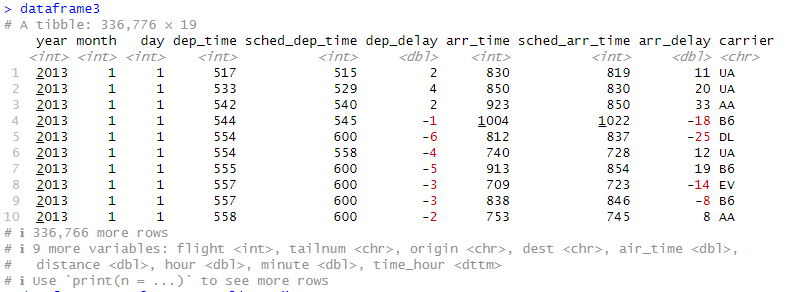 > dataframe3
# A tibble: 336,776 × 19
    year month   day dep_time sched_dep_time dep_delay arr_time sched_arr_time arr_delay carrier
   <int> <int> <int>    <int>          <int>     <dbl>    <int>          <int>     <dbl> <chr>
 1  2013     1     1      517            515         2      830            819        11 UA
 2  2013     1     1      533            529         4      850            830        20 UA
 3  2013     1     1      542            540         2      923            850        33 AA
 4  2013     1     1      544            545        -1     1004           1022       -18 B6
 5  2013     1     1      554            600        -6      812            837       -25 DL
 6  2013     1     1      554            558        -4      740            728        12 UA
 7  2013     1     1      555            600        -5      913            854        19 B6
 8  2013     1     1      557            600        -3      709            723       -14 EV
 9  2013     1     1      557            600        -3      838            846        -8 B6
10  2013     1     1      558            600        -2      753            745         8 AA
# ℹ 336,766 more rows
# ℹ 9 more variables: flight <int>, tailnum <chr>, origin <chr>, dest <chr>, air_time <dbl>,
#   distance <dbl>, hour <dbl>, minute <dbl>, time_hour <dttm>
# ℹ Use `print(n = ...)` to see more rows